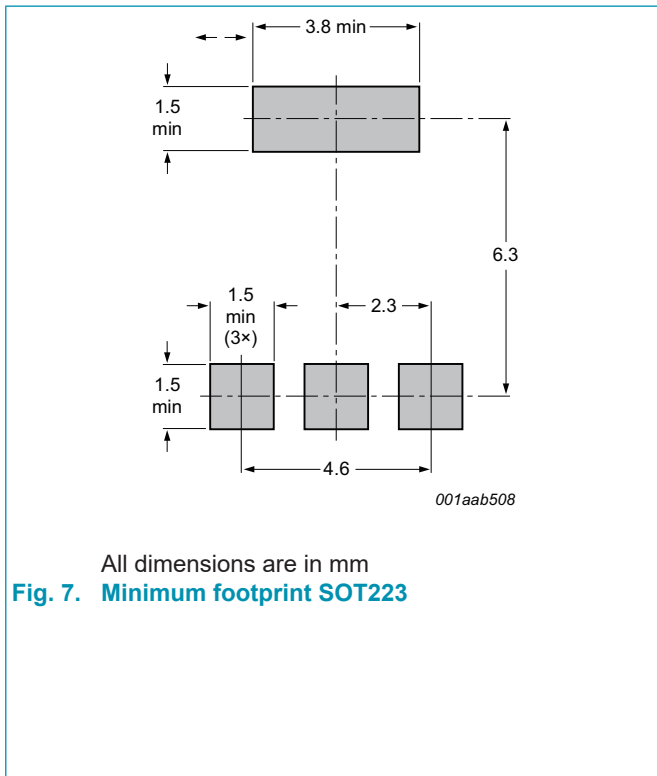 3.8 min
1.5
min
6.3
1.5
min
(3×)
2.3
1.5
min
4.6
001aab508
All dimensions are in mm
Fig. 7. Minimum footprint SOT223